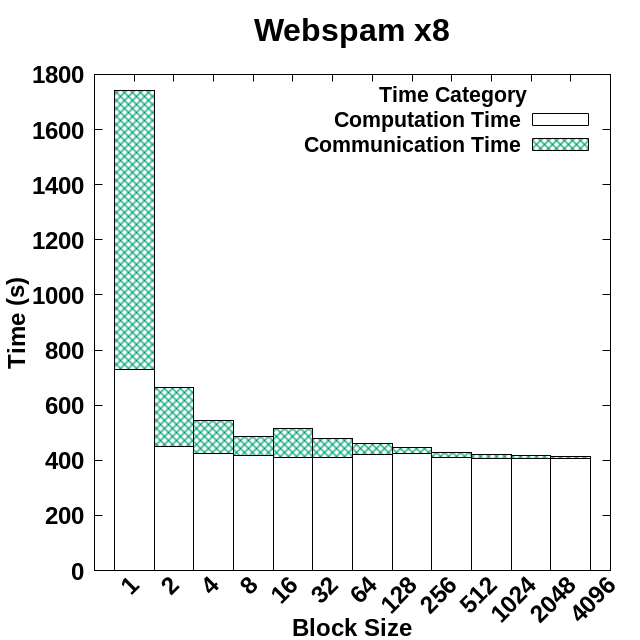 Webspam x8
Time Category
Computation Time
Communication Time
1800
1600
1400
1200
1000
800
600
400
200
0
Time (s)
1 2 4 8 16 32 64 128 256 512 1024 2048 4096
Block Size